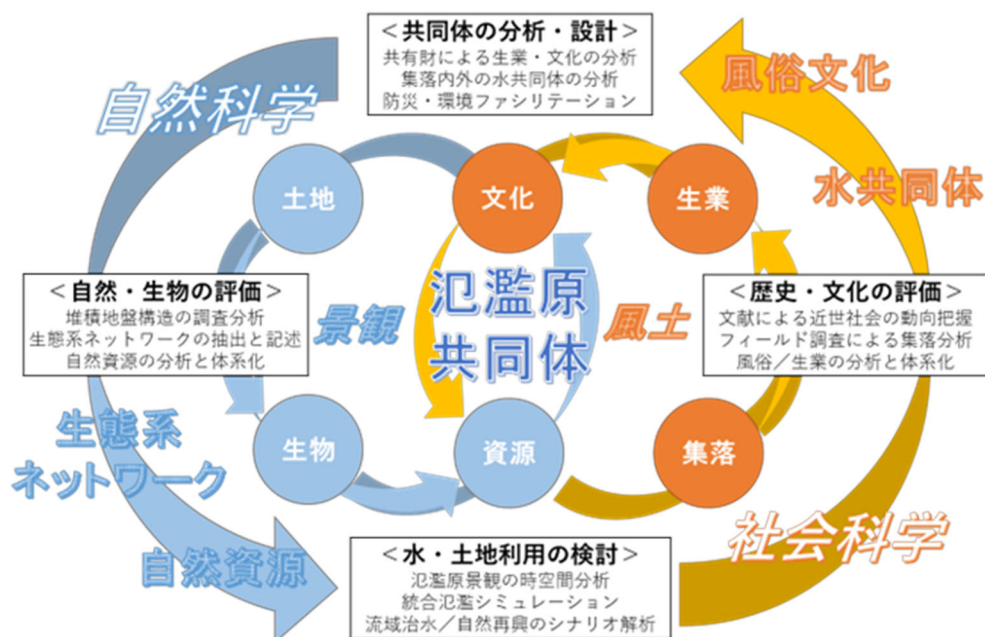 ＜共同体の分析・設計＞
共有財による生業・文化の分析
集落内外の水共同体の分析
防災・環境ファシリテーション
自然科学
風俗文化
水共同体
土地
文化
生業
＜自然・生物の評価＞
堆積地盤構造の調査分析
生態系ネットワークの抽出と記述
自然資源の分析と体系化
景観
氾濫原
共同体
風土
＜歴史・文化の評価＞
文献による近世社会の動向把握
フィールド調査による集落分析
風俗／生業の分析と体系化
生物
資源
集落
生態系
ネットワーク
自然資源
社会科学
＜水・土地利用の検討＞
氾濫原景観の時空間分析
統合氾濫シミュレーション
流域治水／自然再興のシナリオ解析